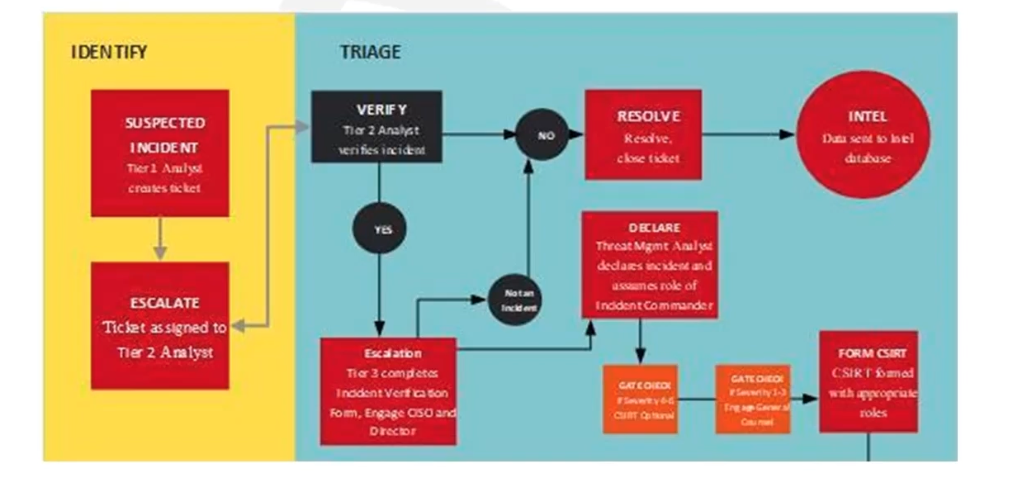 IDENTIFY
TRIAGE
SUSPECTED
INCIDENT
Tier 1 Analyst
creates ticket
ESCALATE
Ticket assigned to
Tier 2 Analyst
VERIFY
Tier 2 Analyst
verifies incident
NO
RESOLVE
Resolve,
close ticket
INTEL
Data sent to Intel
database
YES
Not an
Incident
DECLARE
Threat Mgmt Analyst
declares incident and
assumes role of
Incident Commander
Escalation
Tier 3 completes
Incident Verification
Form, Engage CISO and
Director
GATE CHECK
If Severity 4-5
CSIRT Optional
GATE CHECK
If Severity 1-3
Engage General
Counsel
FORM CSIRT
CSIRT formed
with appropriate
roles